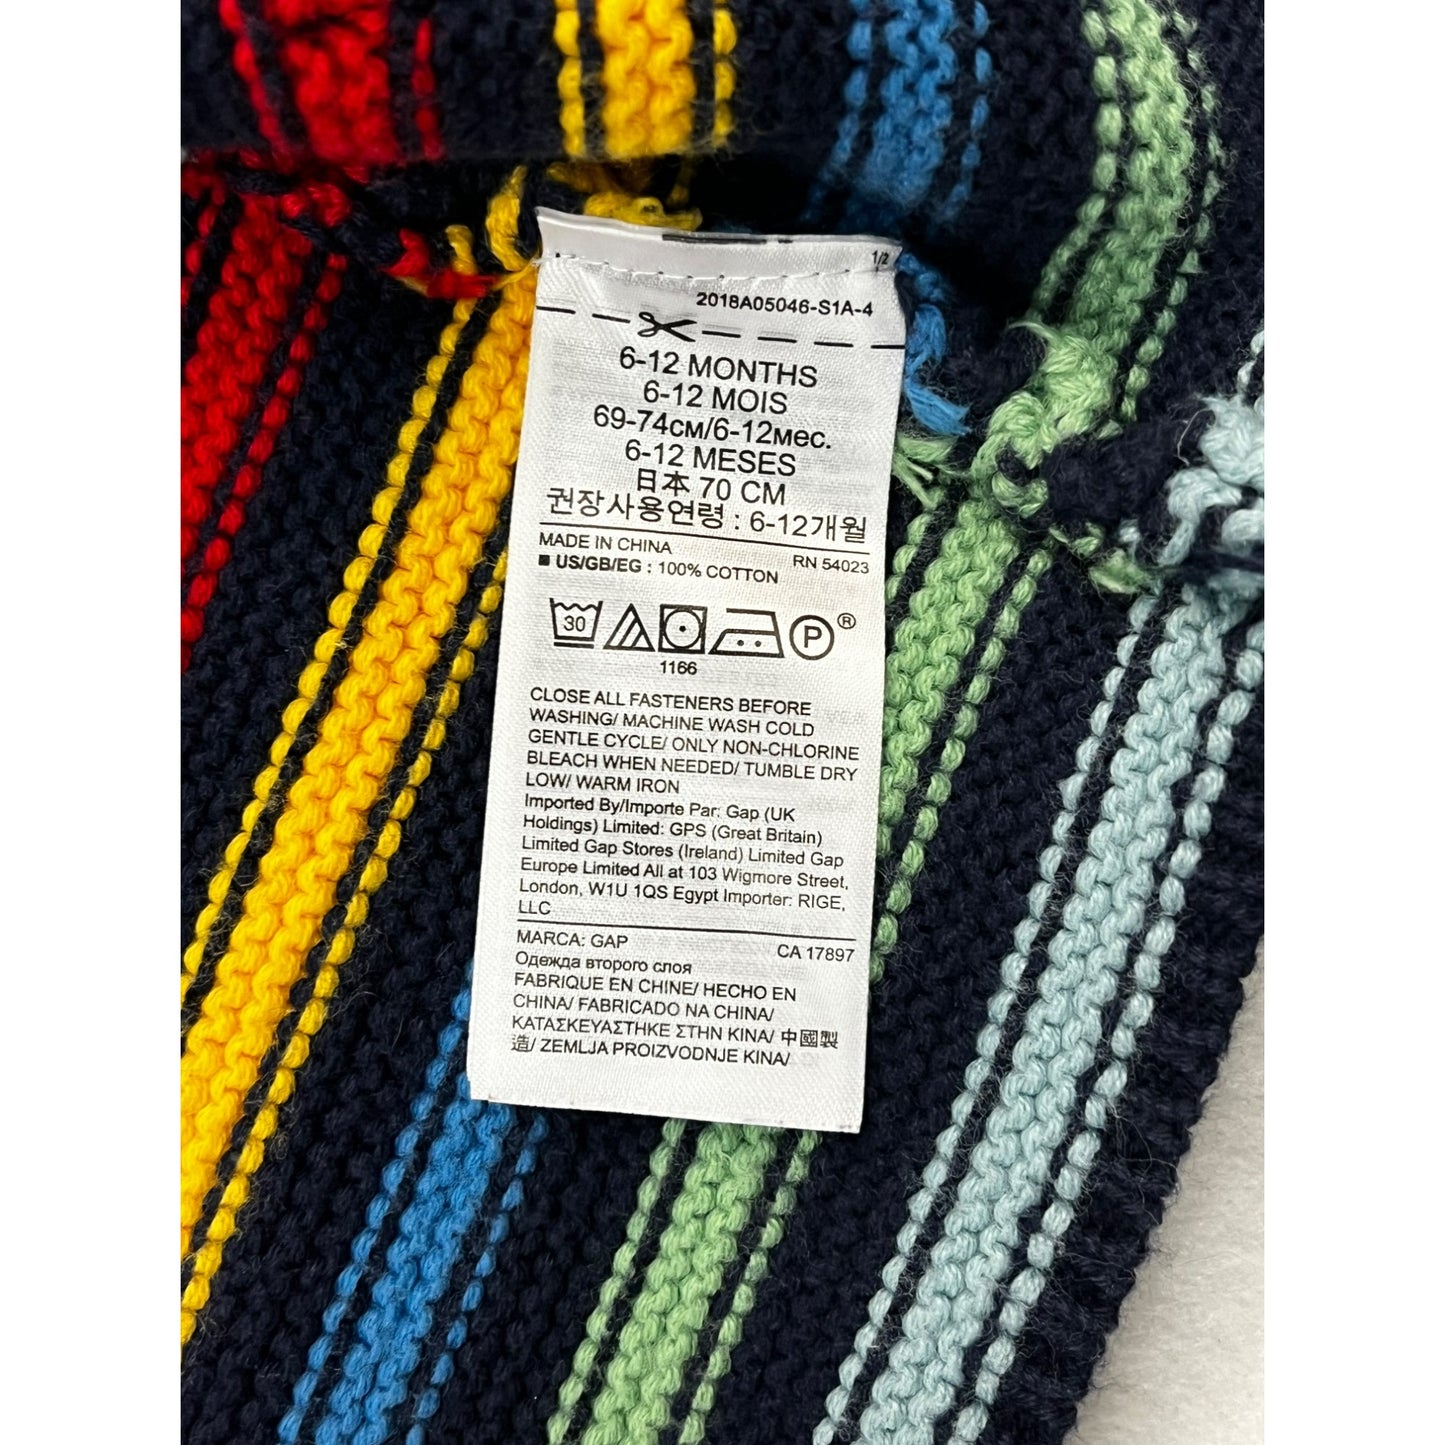 1/2
2018A05046-S1A-4
6-12 MONTHS
6-12 MOIS
69-74см/6-12мес.
6-12 MESES
日本 70 CM
권장사용연령 : 6-12개월
MADE IN CHINA RN 54023
US/GB/EG : 100% COTTON
30 P ®
1166
CLOSE ALL FASTENERS BEFORE
WASHING/ MACHINE WASH COLD
GENTLE CYCLE/ ONLY NON-CHLORINE
BLEACH WHEN NEEDED/ TUMBLE DRY
LOW/ WARM IRON
Imported By/Importe Par: Gap (UK
Holdings) Limited: GPS (Great Britain)
Limited Gap Stores (Ireland) Limited Gap
Europe Limited All at 103 Wigmore Street,
London, W1U 1QS Egypt Importer: RIGE,
LLC
MARCA: GAP CA 17897
Одежда второго слоя
FABRIQUE EN CHINE/ HECHO EN
CHINA/ FABRICADO NA CHINA/
ΚΑΤΑΣΚΕΥΑΣΤΗΚΕ ΣΤΗΝ ΚΙΝΑ/ 中國製
造/ ZEMLJA PROIZVODNJE KINA/